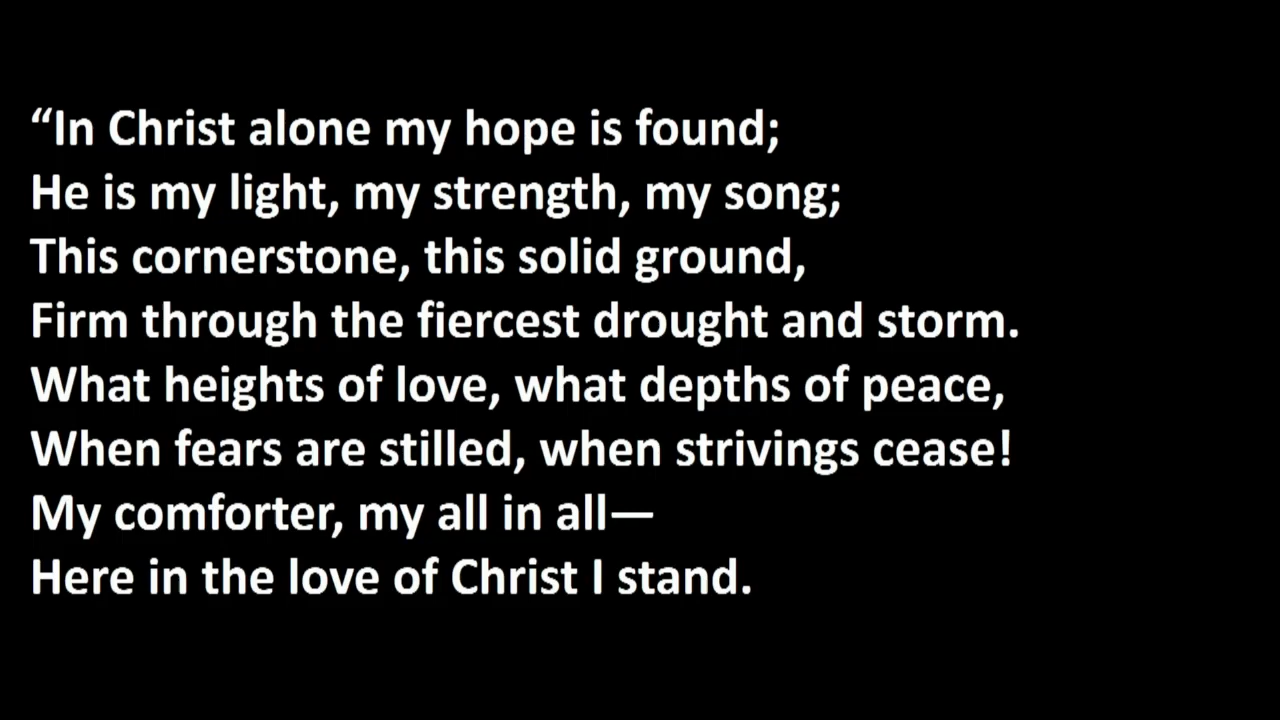 “In Christ alone my hope is found;
He is my light, my strength, my song;
This cornerstone, this solid ground,
Firm through the fiercest drought and storm.
What heights of love, what depths of peace,
When fears are stilled, when strivings cease!
My comforter, my all in all—
Here in the love of Christ I stand.